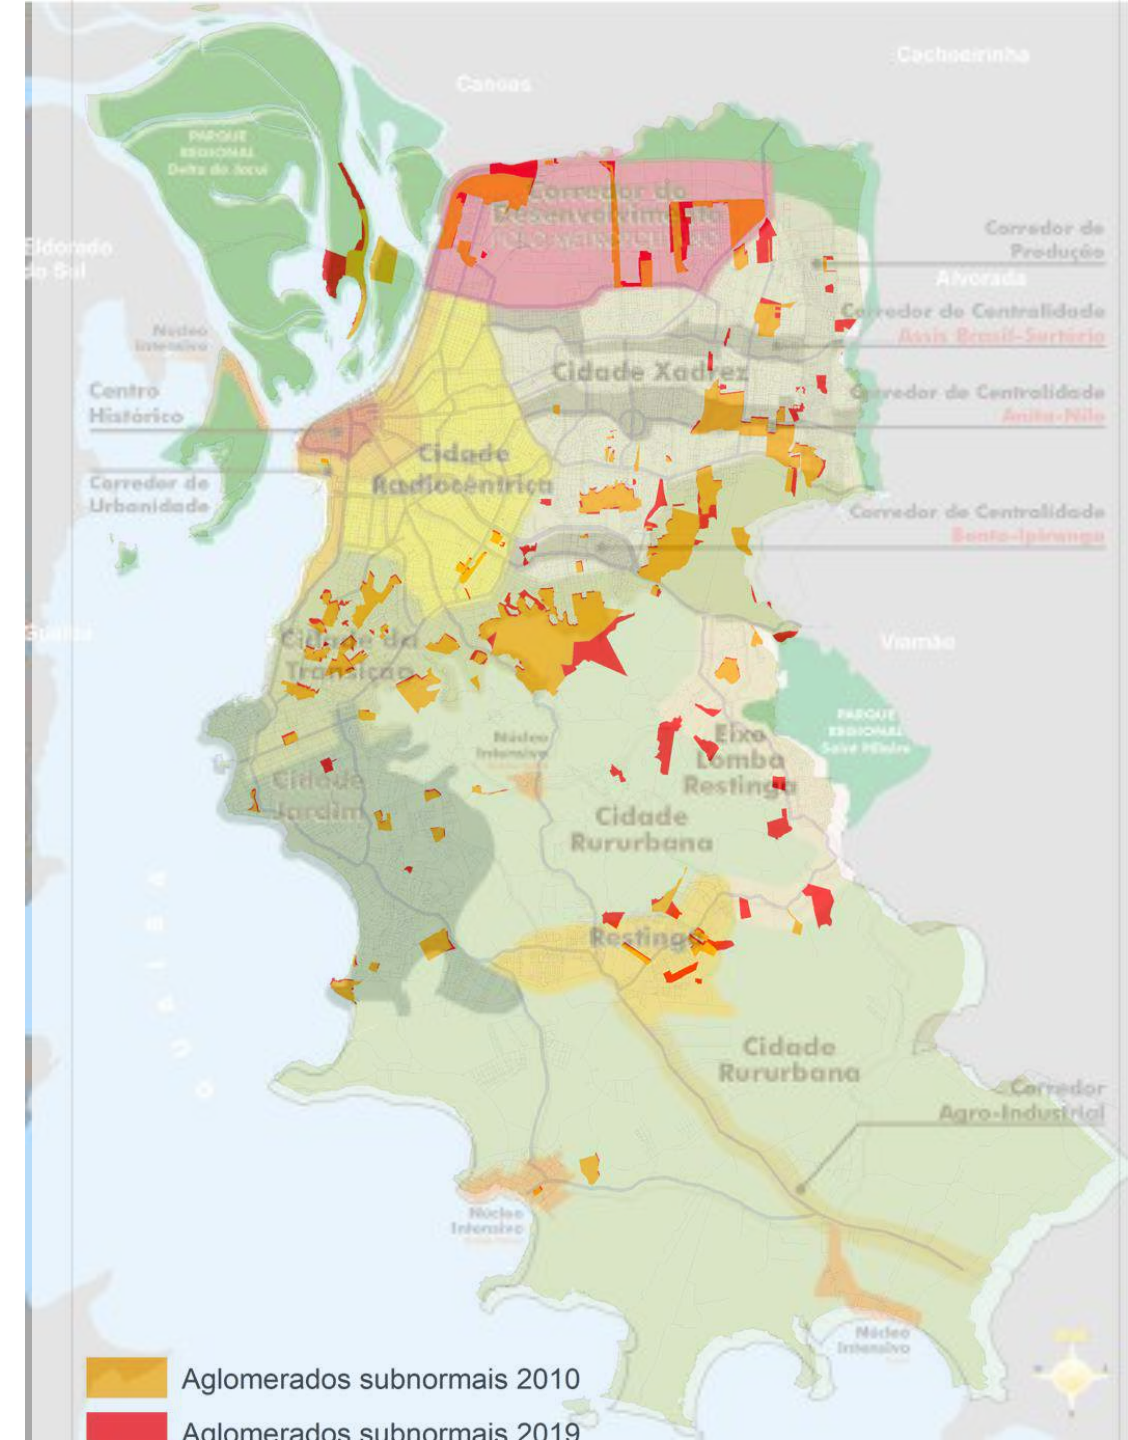 Cachoeirinha
Canoas
PARQUE
REGIONAL
Delta do Jacuí
Corredor do
Desenvolvimento
Corredor de
Produção
Eldorado
do Sul
Alvorada
Corredor de Centralidade
Assis Brasil-Sertório
Núcleo
Intensivo
Cidade Xadrez
Centro
Histórico
Corredor de Centralidade
Anita-Nilo
Cidade
Radiocêntrica
Corredor de
Urbanidade
Corredor de Centralidade
Bento-Ipiranga
Guaíba
Cidade da
Transição
Viamão
PARQUE
REGIONAL
Saint Hilaire
Núcleo
Intensivo
Eixo
Lomba
Restinga
Cidade
Jardim
Cidade
Rururbana
Restinga
Cidade
Rururbana
Corredor
Agro-Industrial
Núcleo
Intensivo
Núcleo
Intensivo
Aglomerados subnormais 2010
Aglomerados subnormais 2019